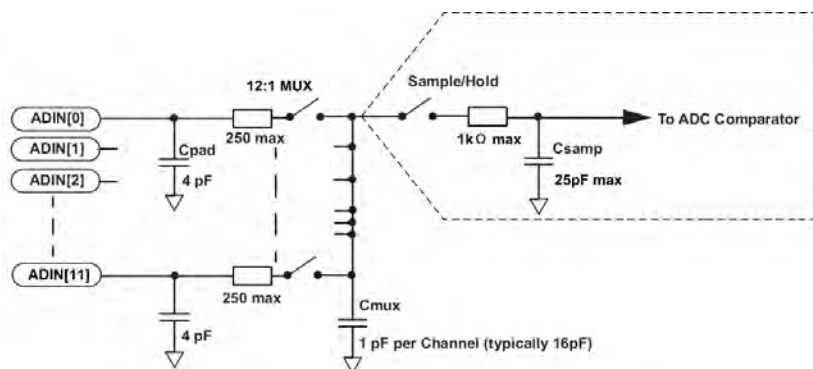 12:1 MUX
Sample/Hold
ADIN[0]
250 max
1kΩ max
To ADC Comparator
ADIN[1]
Cpad
Csamp
ADIN[2]
4 pF
25pF max
ADIN[11]
250 max
Cmux
4 pF
1 pF per Channel (typically 16pF)